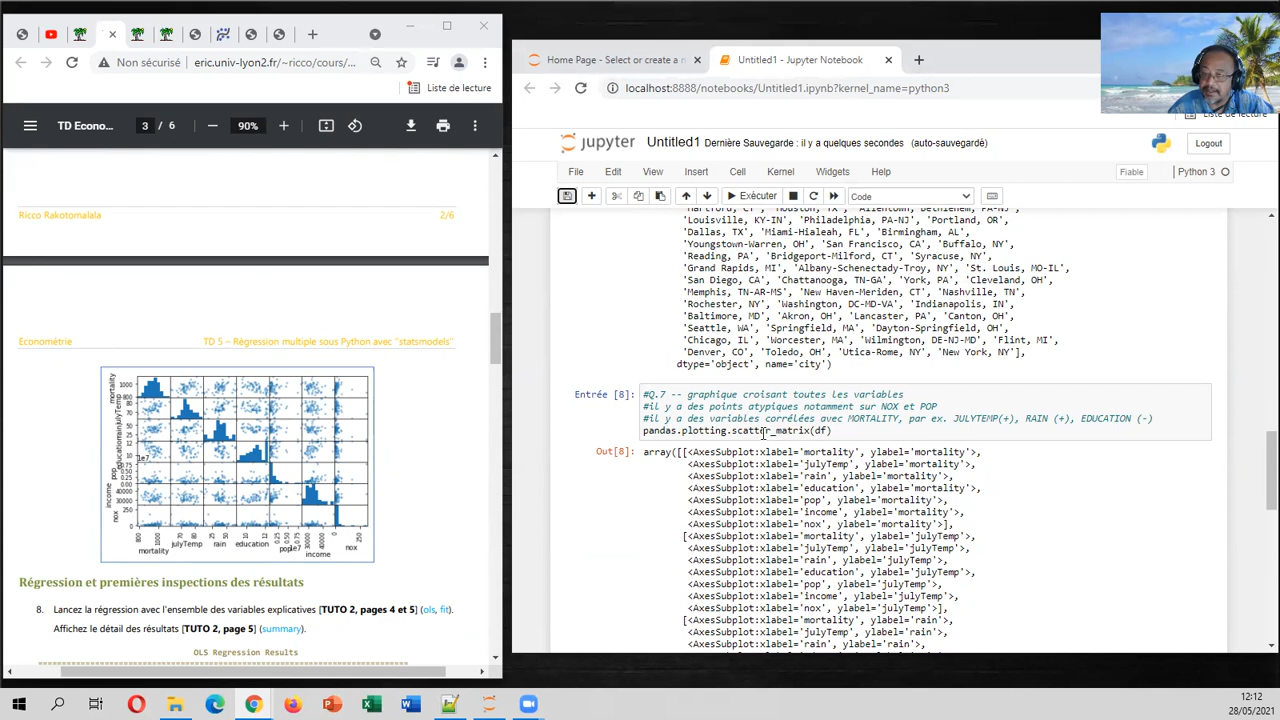 Non sécurisé
eric.univ-lyon2.fr/~ricco/cours/...
Liste de lecture
TD Econo...
3 / 6
90%
Ricco Rakotomalala
2/6
Econométrie
TD 5 – Régression multiple sous Python avec "statsmodels"
mortality
julyTemp
rain
education
income
nox
Régression et premières inspections des résultats
8. Lancez la régression avec l'ensemble des variables explicatives [TUTO 2, pages 4 et 5] (ols, fit).
Affichez le détail des résultats [TUTO 2, page 5] (summary).
OLS Regression Results
Home Page - Select or create a n
Untitled1 - Jupyter Notebook
localhost:8888/notebooks/Untitled1.ipynb?kernel_name=python3
Liste de lecture
jupyter
Untitled1 Dernière Sauvegarde : il y a quelques secondes (auto-sauvegardé)
Logout
File Edit View Insert Cell Kernel Widgets Help
Fiable
Python 3
Exécuter
Code
'Hartford, CT', 'Houston, TX', 'Allentown, Bethlehem, PA-NJ',
'Louisville, KY-IN', 'Philadelphia, PA-NJ', 'Portland, OR',
'Dallas, TX', 'Miami-Hialeah, FL', 'Birmingham, AL',
'Youngstown-Warren, OH', 'San Francisco, CA', 'Buffalo, NY',
'Reading, PA', 'Bridgeport-Milford, CT', 'Syracuse, NY',
'Grand Rapids, MI', 'Albany-Schenectady-Troy, NY', 'St. Louis, MO-IL',
'San Diego, CA', 'Chattanooga, TN-GA', 'York, PA', 'Cleveland, OH',
'Memphis, TN-AR-MS', 'New Haven-Meriden, CT', 'Nashville, TN',
'Rochester, NY', 'Washington, DC-MD-VA', 'Indianapolis, IN',
'Baltimore, MD', 'Akron, OH', 'Lancaster, PA', 'Canton, OH',
'Seattle, WA', 'Springfield, MA', 'Dayton-Springfield, OH',
'Chicago, IL', 'Worcester, MA', 'Wilmington, DE-NJ-MD', 'Flint, MI',
'Denver, CO', 'Toledo, OH', 'Utica-Rome, NY', 'New York, NY'],
dtype='object', name='city')
Entrée [8]:
#Q.7 -- graphique croisant toutes les variables
#il y a des points atypiques notamment sur NOX et POP
#il y a des variables corrélées avec MORTALITY, par ex. JULYTEMP(+), RAIN (+), EDUCATION (-)
pandas.plotting.scatter_matrix(df)
Out[8]:
array([[<AxesSubplot:xlabel='mortality', ylabel='mortality'>,
<AxesSubplot:xlabel='julyTemp', ylabel='mortality'>,
<AxesSubplot:xlabel='rain', ylabel='mortality'>,
<AxesSubplot:xlabel='education', ylabel='mortality'>,
<AxesSubplot:xlabel='pop', ylabel='mortality'>,
<AxesSubplot:xlabel='income', ylabel='mortality'>,
<AxesSubplot:xlabel='nox', ylabel='mortality'>],
[<AxesSubplot:xlabel='mortality', ylabel='julyTemp'>,
<AxesSubplot:xlabel='julyTemp', ylabel='julyTemp'>,
<AxesSubplot:xlabel='rain', ylabel='julyTemp'>,
<AxesSubplot:xlabel='education', ylabel='julyTemp'>,
<AxesSubplot:xlabel='pop', ylabel='julyTemp'>,
<AxesSubplot:xlabel='income', ylabel='julyTemp'>,
<AxesSubplot:xlabel='nox', ylabel='julyTemp'>],
[<AxesSubplot:xlabel='mortality', ylabel='rain'>,
<AxesSubplot:xlabel='julyTemp', ylabel='rain'>,
<AxesSubplot:xlabel='rain', ylabel='rain'>,
12:12
28/05/2021